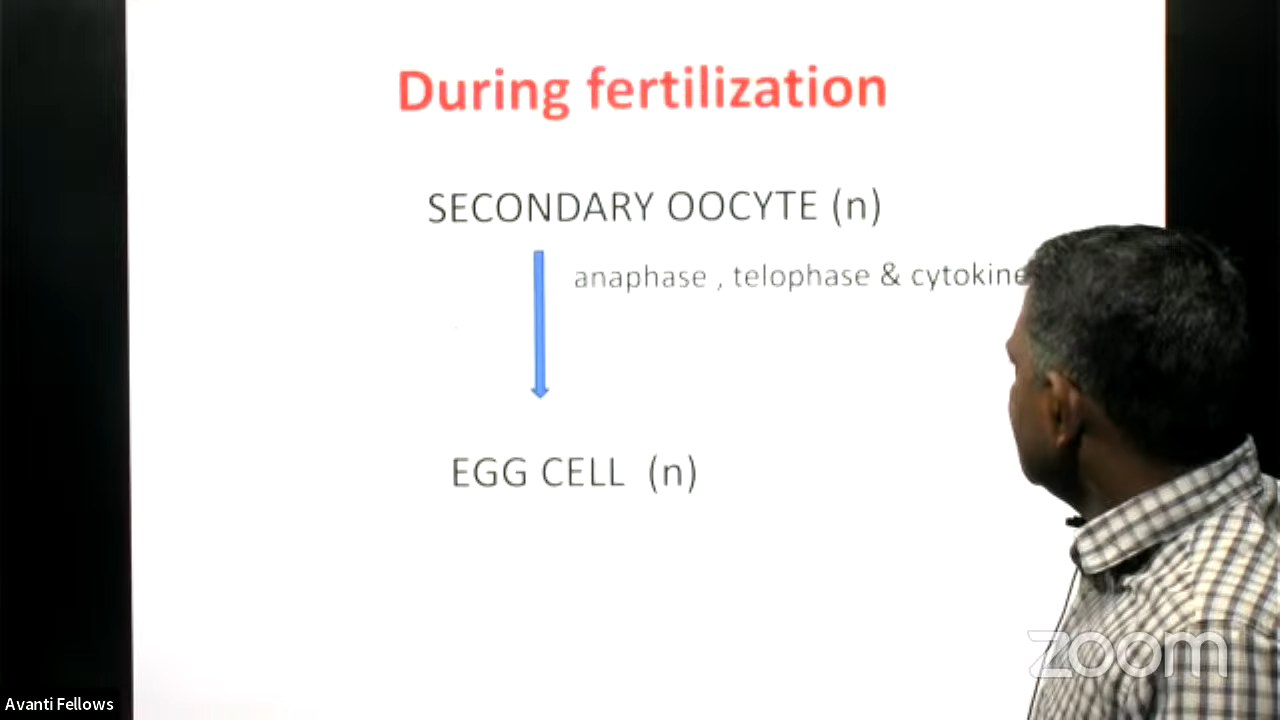 During fertilization
SECONDARY OOCYTE (n)
anaphase , telophase & cytokine
EGG CELL (n)
zoom
Avanti Fellows